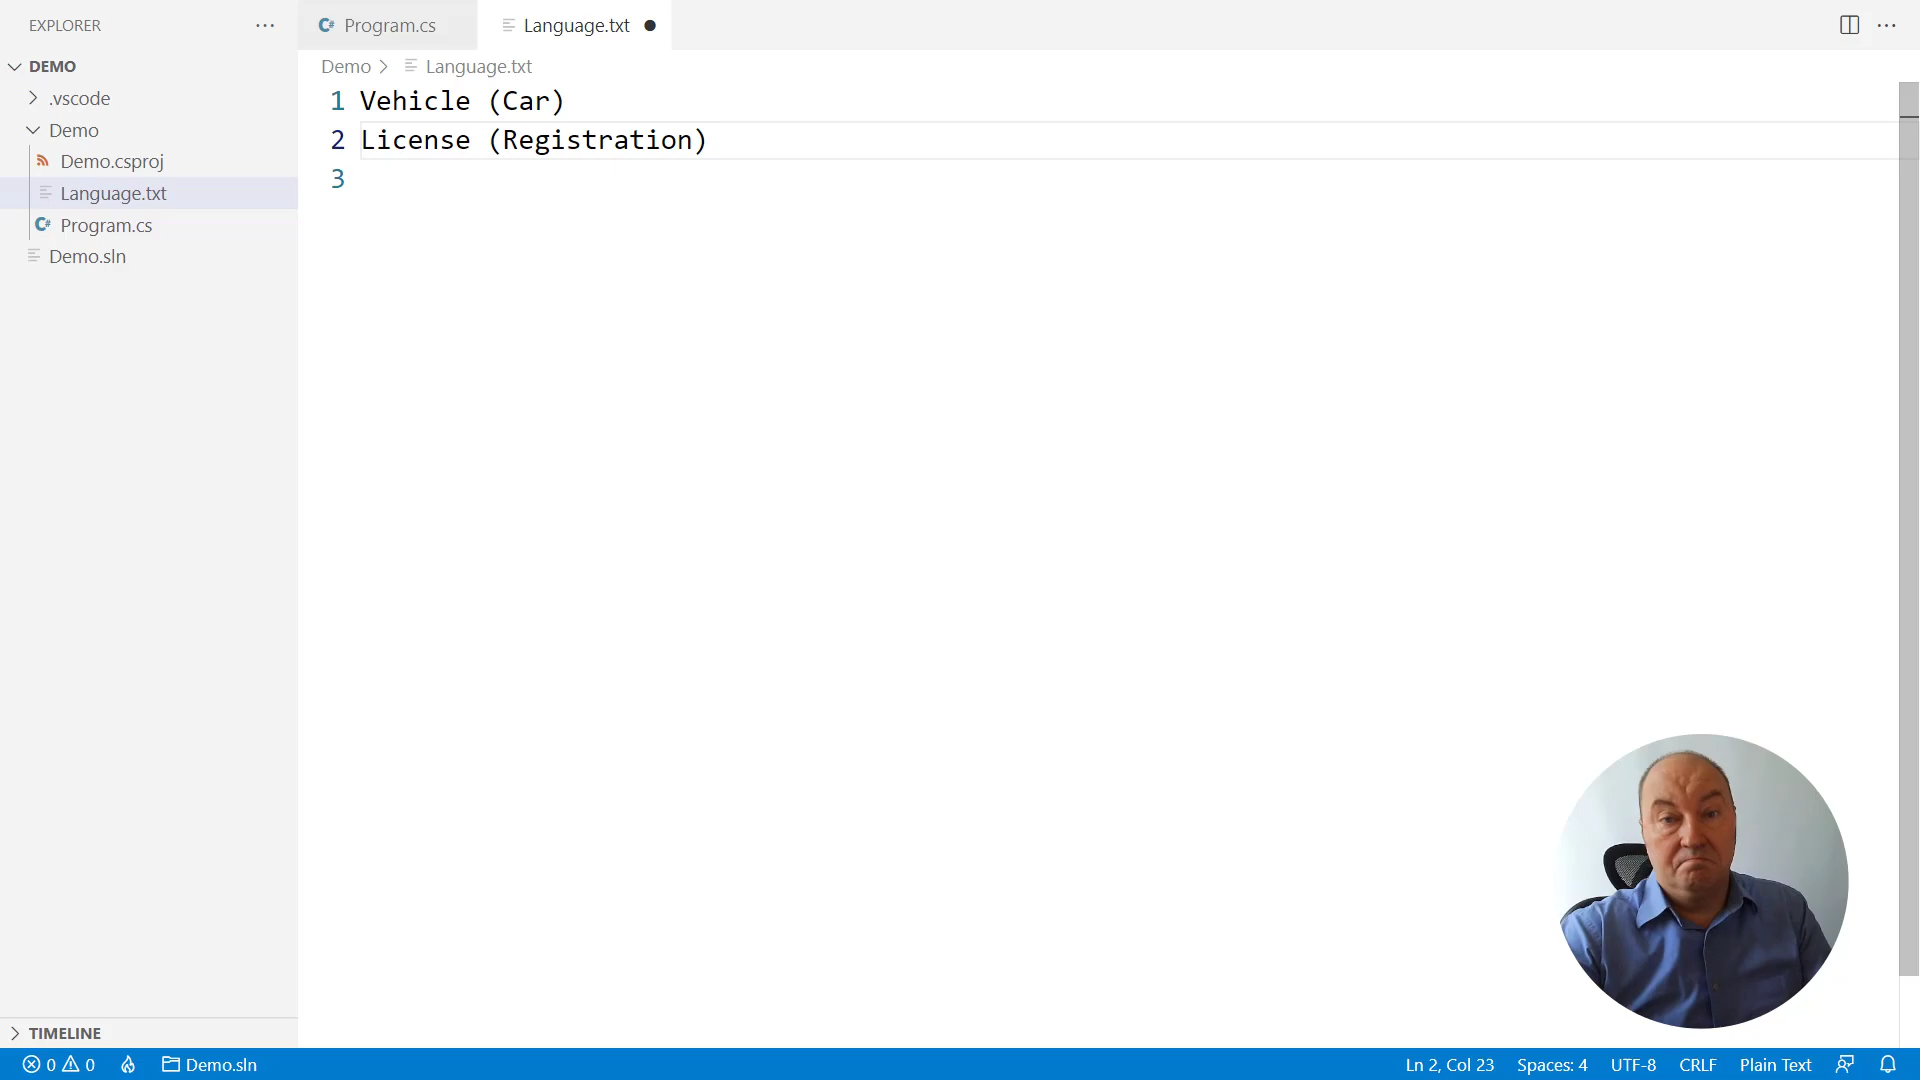 EXPLORER
Program.cs
Language.txt
DEMO
Demo > Language.txt
.vscode
1 Vehicle (Car)
Demo
2 License (Registration)
Demo.csproj
3
Language.txt
Program.cs
Demo.sln
TIMELINE
0 0 Demo.sln Ln 2, Col 23 Spaces: 4 UTF-8 CRLF Plain Text